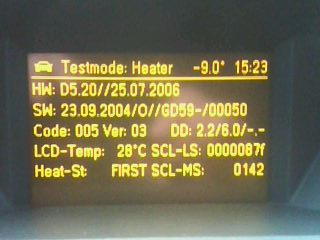 Testmode: Heater -9.0° 15:23
HW: D5.20//25.07.2006
SW: 23.09.2004/O//GD59-/00050
Code: 005 Ver: 03 DD: 2.2/6.0/-.-
LCD-Temp: 28°C SCL-LS: 0000087f
Heat-St: FIRST SCL-MS: 0142